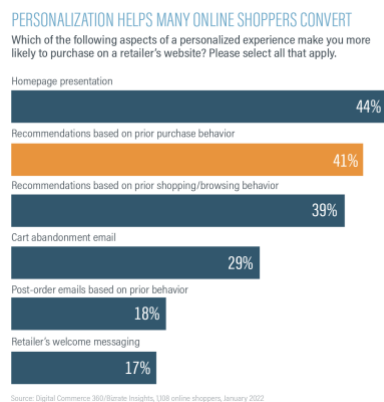 PERSONALIZATION HELPS MANY ONLINE SHOPPERS CONVERT
Which of the following aspects of a personalized experience make you more
likely to purchase on a retailer's website? Please select all that apply.
Homepage presentation
44%
Recommendations based on prior purchase behavior
41%
Recommendations based on prior shopping/browsing behavior
39%
Cart abandonment email
29%
Post-order emails based on prior behavior
18%
Retailer's welcome messaging
17%
Source: Digital Commerce 360/Bizrate Insights, 1,108 online shoppers, January 2022